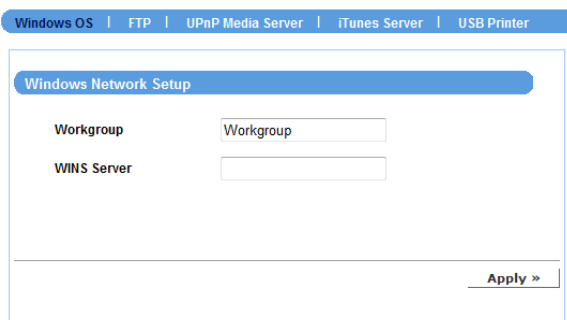 Windows OS | FTP | UPnP Media Server | iTunes Server | USB Printer
Windows Network Setup
Workgroup Workgroup
WINS Server
Apply »